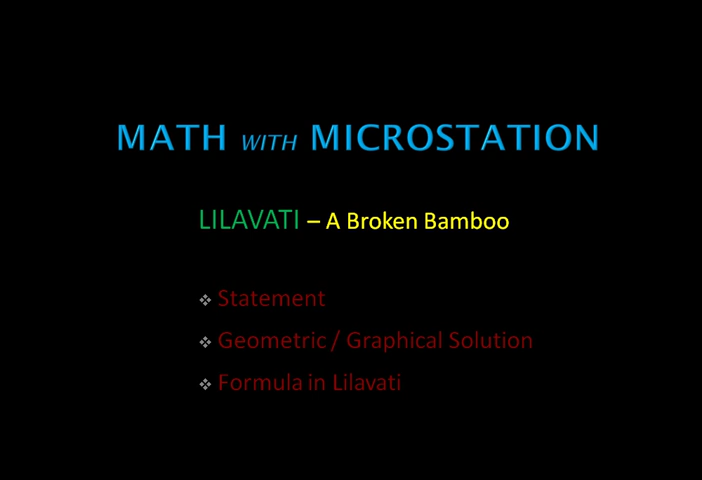 MATH WITH MICROSTATION
LILAVATI – A Broken Bamboo
❖ Statement
❖ Geometric / Graphical Solution
❖ Formula in Lilavati